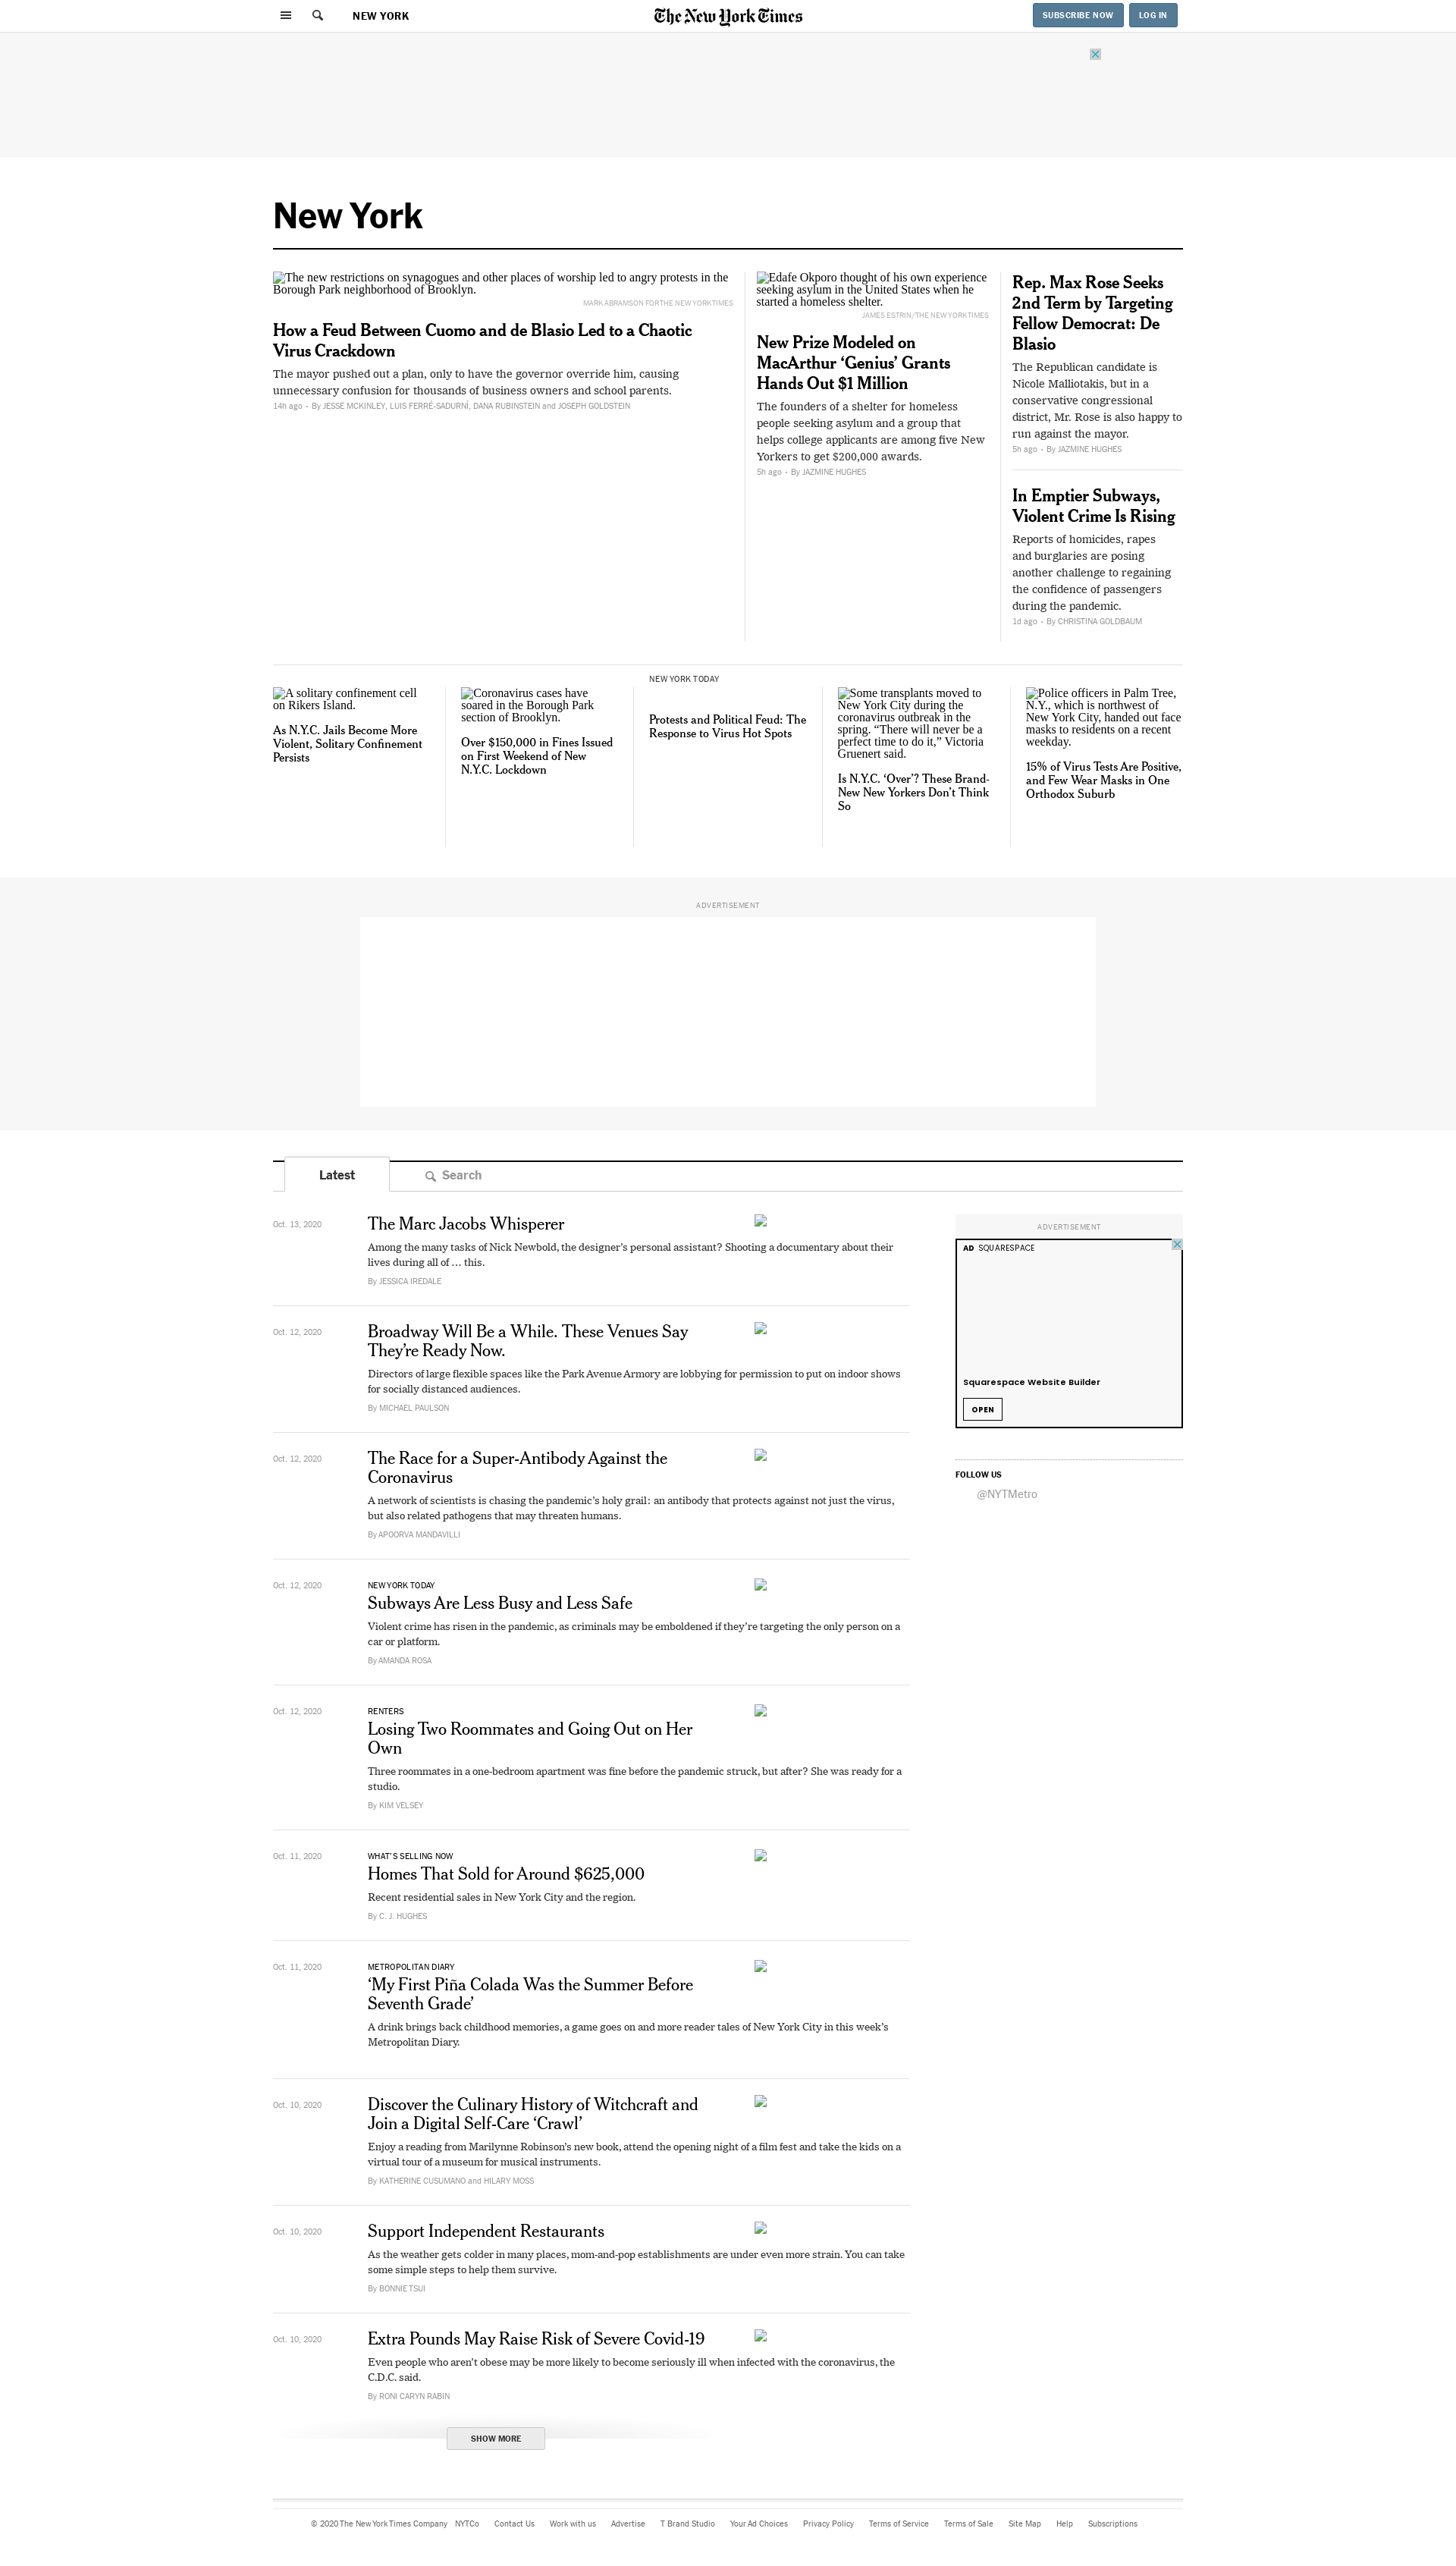 NEW YORK
The New York Times
SUBSCRIBE NOW
LOG IN
New York
The new restrictions on synagogues and other places of worship led to angry protests in the
Borough Park neighborhood of Brooklyn.
MARK ABRAMSON FOR THE NEW YORK TIMES
How a Feud Between Cuomo and de Blasio Led to a Chaotic
Virus Crackdown
The mayor pushed out a plan, only to have the governor override him, causing
unnecessary confusion for thousands of business owners and school parents.
14h ago • By JESSE MCKINLEY, LUIS FERRÉ-SADURNÍ, DANA RUBINSTEIN and JOSEPH GOLDSTEIN
Edafe Okporo thought of his own experience
seeking asylum in the United States when he
started a homeless shelter.
JAMES ESTRIN/THE NEW YORK TIMES
New Prize Modeled on
MacArthur ‘Genius’ Grants
Hands Out $1 Million
The founders of a shelter for homeless
people seeking asylum and a group that
helps college applicants are among five New
Yorkers to get $200,000 awards.
5h ago • By JAZMINE HUGHES
Rep. Max Rose Seeks
2nd Term by Targeting
Fellow Democrat: De
Blasio
The Republican candidate is
Nicole Malliotakis, but in a
conservative congressional
district, Mr. Rose is also happy to
run against the mayor.
5h ago • By JAZMINE HUGHES
In Emptier Subways,
Violent Crime Is Rising
Reports of homicides, rapes
and burglaries are posing
another challenge to regaining
the confidence of passengers
during the pandemic.
1d ago • By CHRISTINA GOLDBAUM
A solitary confinement cell
on Rikers Island.
As N.Y.C. Jails Become More
Violent, Solitary Confinement
Persists
Coronavirus cases have
soared in the Borough Park
section of Brooklyn.
Over $150,000 in Fines Issued
on First Weekend of New
N.Y.C. Lockdown
NEW YORK TODAY
Protests and Political Feud: The
Response to Virus Hot Spots
Some transplants moved to
New York City during the
coronavirus outbreak in the
spring. “There will never be a
perfect time to do it,” Victoria
Gruenert said.
Is N.Y.C. ‘Over’? These Brand-
New New Yorkers Don’t Think
So
Police officers in Palm Tree,
N.Y., which is northwest of
New York City, handed out face
masks to residents on a recent
weekday.
15% of Virus Tests Are Positive,
and Few Wear Masks in One
Orthodox Suburb
ADVERTISEMENT
Latest
Search
Oct. 13, 2020
The Marc Jacobs Whisperer
Among the many tasks of Nick Newbold, the designer’s personal assistant? Shooting a documentary about their
lives during all of … this.
By JESSICA IREDALE
Oct. 12, 2020
Broadway Will Be a While. These Venues Say
They’re Ready Now.
Directors of large flexible spaces like the Park Avenue Armory are lobbying for permission to put on indoor shows
for socially distanced audiences.
By MICHAEL PAULSON
Oct. 12, 2020
The Race for a Super-Antibody Against the
Coronavirus
A network of scientists is chasing the pandemic’s holy grail: an antibody that protects against not just the virus,
but also related pathogens that may threaten humans.
By APOORVA MANDAVILLI
Oct. 12, 2020
NEW YORK TODAY
Subways Are Less Busy and Less Safe
Violent crime has risen in the pandemic, as criminals may be emboldened if they’re targeting the only person on a
car or platform.
By AMANDA ROSA
Oct. 12, 2020
RENTERS
Losing Two Roommates and Going Out on Her
Own
Three roommates in a one-bedroom apartment was fine before the pandemic struck, but after? She was ready for a
studio.
By KIM VELSEY
Oct. 11, 2020
WHAT’S SELLING NOW
Homes That Sold for Around $625,000
Recent residential sales in New York City and the region.
By C. J. HUGHES
Oct. 11, 2020
METROPOLITAN DIARY
‘My First Piña Colada Was the Summer Before
Seventh Grade’
A drink brings back childhood memories, a game goes on and more reader tales of New York City in this week’s
Metropolitan Diary.
Oct. 10, 2020
Discover the Culinary History of Witchcraft and
Join a Digital Self-Care ‘Crawl’
Enjoy a reading from Marilynne Robinson’s new book, attend the opening night of a film fest and take the kids on a
virtual tour of a museum for musical instruments.
By KATHERINE CUSUMANO and HILARY MOSS
Oct. 10, 2020
Support Independent Restaurants
As the weather gets colder in many places, mom-and-pop establishments are under even more strain. You can take
some simple steps to help them survive.
By BONNIE TSUI
Oct. 10, 2020
Extra Pounds May Raise Risk of Severe Covid-19
Even people who aren’t obese may be more likely to become seriously ill when infected with the coronavirus, the
C.D.C. said.
By RONI CARYN RABIN
SHOW MORE
ADVERTISEMENT
AD SQUARESPACE
Squarespace Website Builder
OPEN
FOLLOW US
@NYTMetro
© 2020 The New York Times Company NYTCo Contact Us Work with us Advertise T Brand Studio Your Ad Choices Privacy Policy Terms of Service Terms of Sale Site Map Help Subscriptions